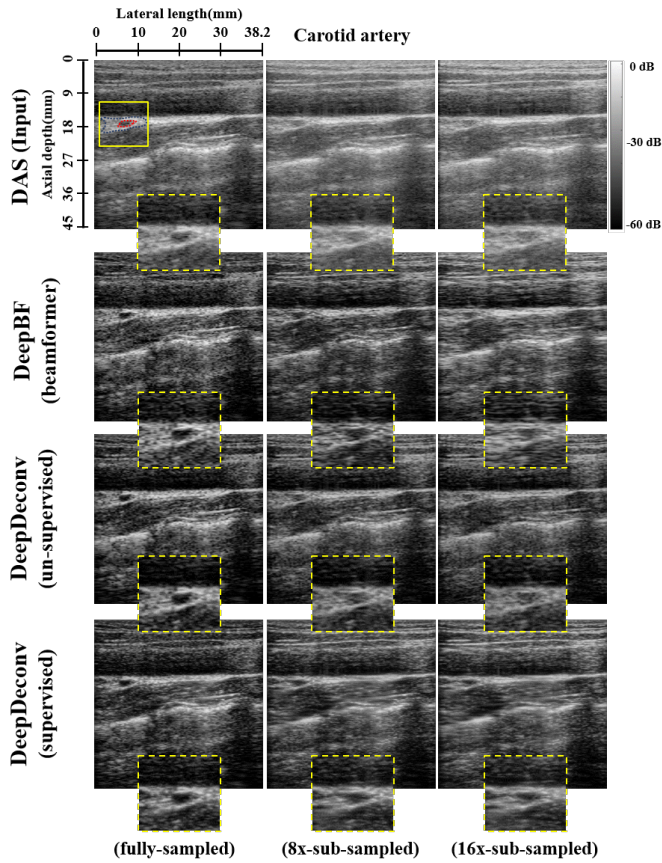 Lateral length(mm)
0 10 20 30 38.2
Carotid artery
0
9
18
27
36
45
Axial depth(mm)
DAS (Input)
0 dB
-30 dB
-60 dB
DeepBF
(beamformer)
DeepDeconv
(un-supervised)
DeepDeconv
(supervised)
(fully-sampled) (8x-sub-sampled) (16x-sub-sampled)